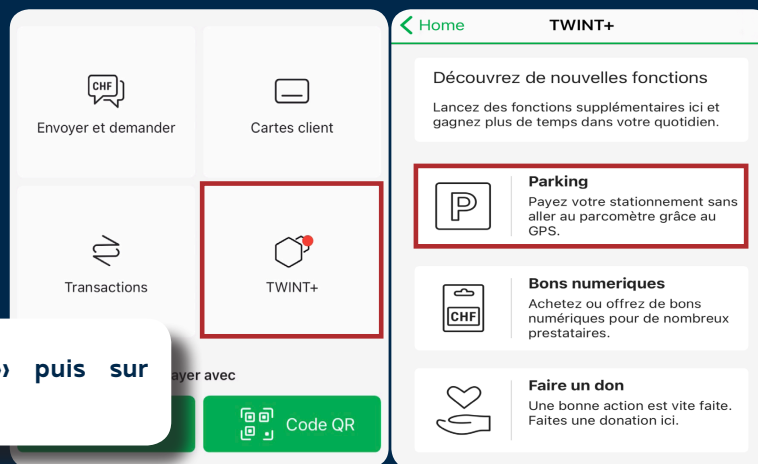 CHF
Envoyer et demander
Cartes client
Transactions
TWINT+
puis sur
avec
Code QR
Home
TWINT+
Découvrez de nouvelles fonctions
Lancez des fonctions supplémentaires ici et
gagnez plus de temps dans votre quotidien.
P
Parking
Payez votre stationnement sans
aller au parcomètre grâce au
GPS.
CHF
Bons numeriques
Achetez ou offrez de bons
numériques pour de nombreux
prestataires.
Faire un don
Une bonne action est vite faite.
Faites une donation ici.